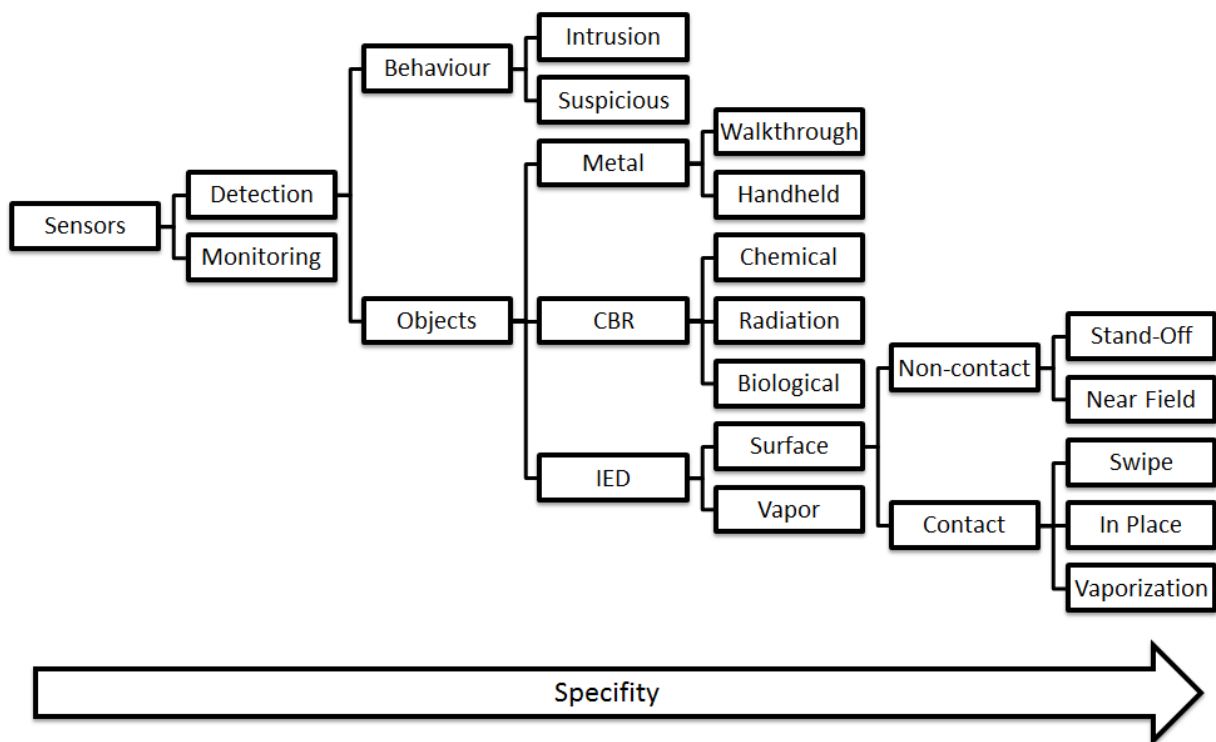 Sensors
Detection
Monitoring
Behaviour
Objects
Intrusion
Suspicious
Metal
CBR
IED
Walkthrough
Handheld
Chemical
Radiation
Biological
Surface
Vapor
Non-contact
Contact
Stand-Off
Near Field
Swipe
In Place
Vaporization
Specifity